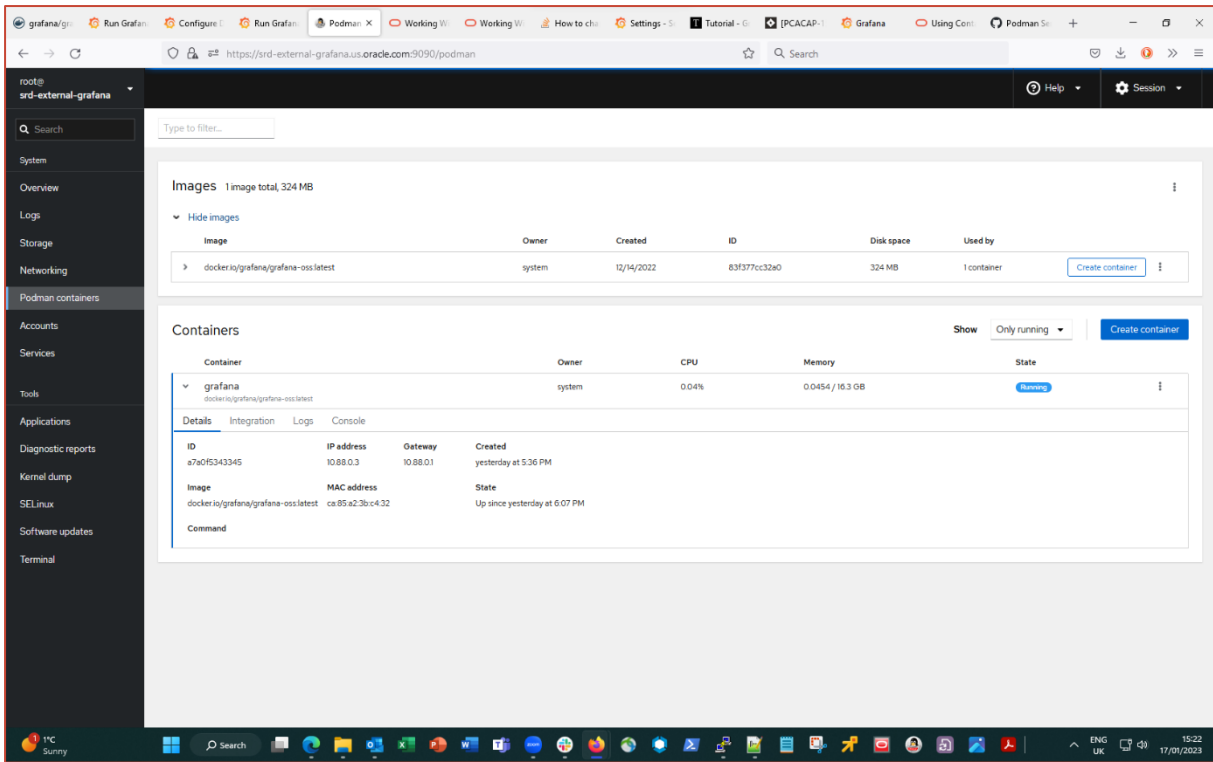 grafana/gra Run Grafan Configure D Run Grafan Podman Working Wi Working Wi How to cha Settings - S Tutorial - G [PCACAP-1 Grafana Using Cont Podman Se
https://srd-external-grafana.us.oracle.com:9090/podman Search
root@
srd-external-grafana
Help Session
Search
Type to filter...
System
Overview
Logs
Storage
Networking
Podman containers
Accounts
Services
Tools
Applications
Diagnostic reports
Kernel dump
SELinux
Software updates
Terminal
Images 1 image total, 324 MB
Hide images
Image Owner Created ID Disk space Used by
docker.io/grafana/grafana-oss:latest system 12/14/2022 83f377cc32a0 324 MB 1 container Create container
Containers Show Only running Create container
Container Owner CPU Memory State
grafana system 0.04% 0.0454 / 16.3 GB Running
docker.io/grafana/grafana-oss:latest
Details Integration Logs Console
ID IP address Gateway Created
a7a0f5343345 10.88.0.3 10.88.0.1 yesterday at 5:36 PM
Image MAC address State
docker.io/grafana/grafana-oss:latest ca:85:a2:3b:c4:32 Up since yesterday at 6:07 PM
Command
1
1°C
Sunny
Search
ENG
UK
15:22
17/01/2023